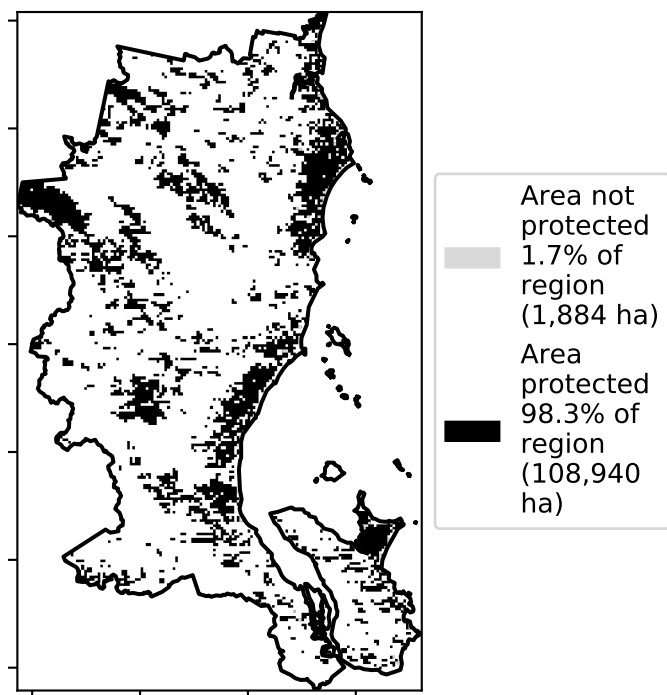 Area not
protected
1.7% of
region
(1,884 ha)
Area
protected
98.3% of
region
(108,940
ha)